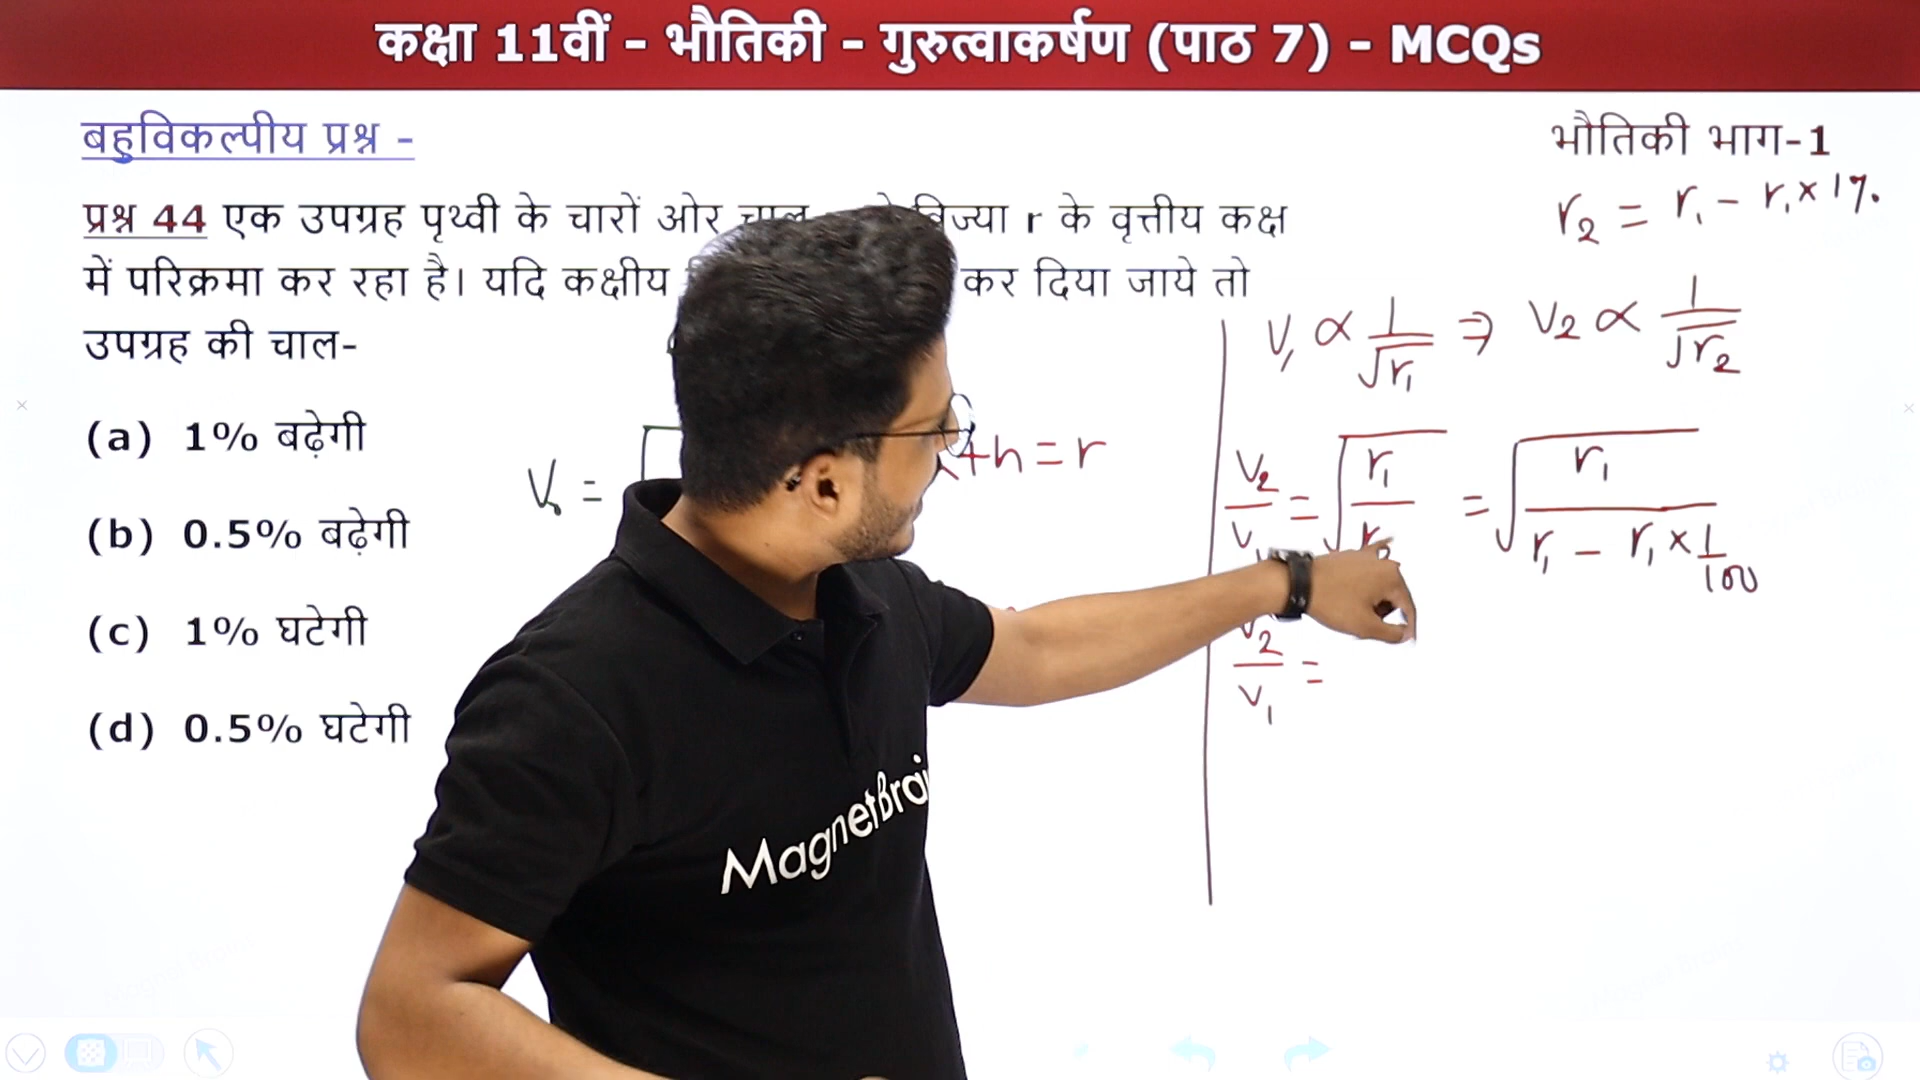 कक्षा 11वीं - भौतिकी - गुरुत्वाकर्षण (पाठ 7) - MCQs
बहुविकल्पीय प्रश्न -
भौतिकी भाग-1
r₂ = r₁ - r₁ × 1%
प्रश्न 44 एक उपग्रह पृथ्वी के चारों ओर त्रिज्या r के वृत्तीय कक्ष
में परिक्रमा कर रहा है। यदि कक्षीय कर दिया जाये तो
उपग्रह की चाल-
V₁ ∝ 1/√r₁ ⇒ V₂ ∝ 1/√r₂
(a) 1% बढ़ेगी
(b) 0.5% बढ़ेगी
(c) 1% घटेगी
(d) 0.5% घटेगी
V₀ =
+h = r
V₂/V₁ = √(r₁/r₂) = √(r₁/(r₁ - r₁ × 1/100))
V₂/V₁ =
MagnetBrai